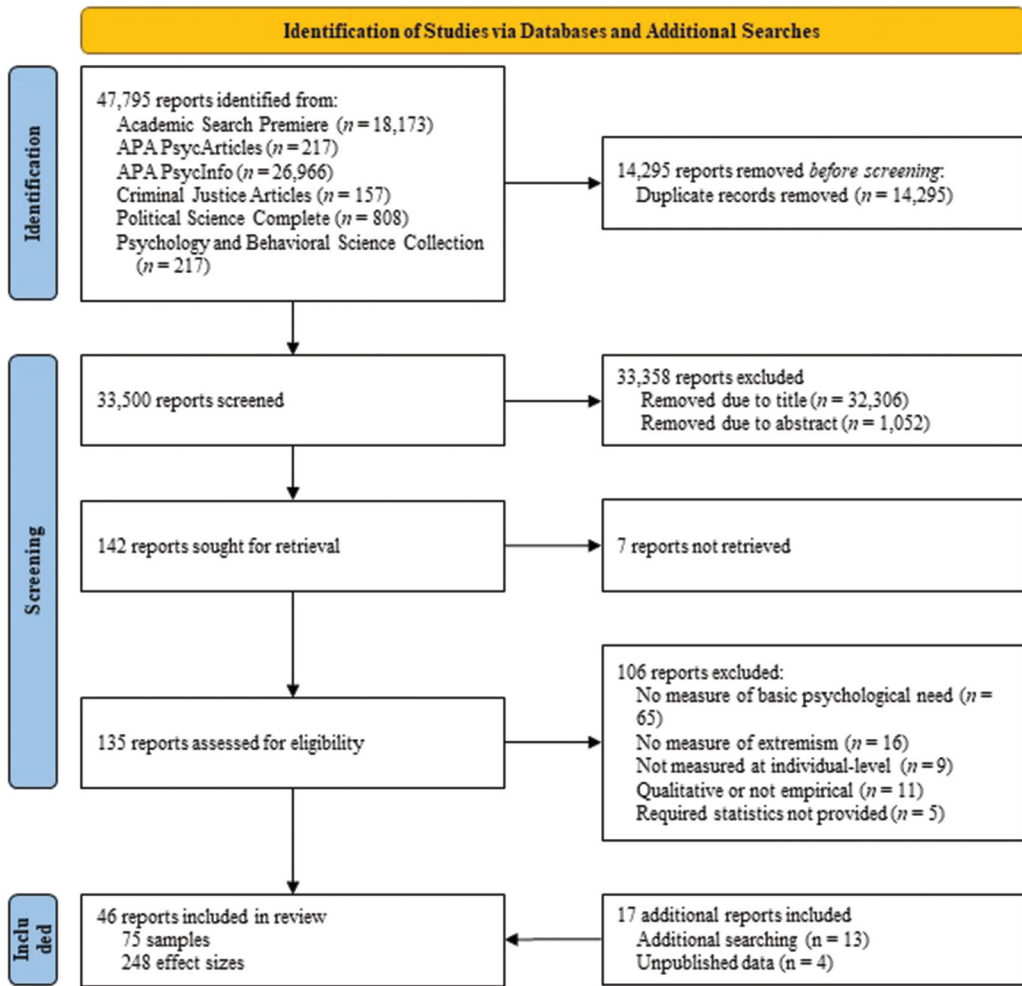 Identification of Studies via Databases and Additional Searches
Identification
47,795 reports identified from:
Academic Search Premiere (n = 18,173)
APA PsycArticles (n = 217)
APA PsycInfo (n = 26,966)
Criminal Justice Articles (n = 157)
Political Science Complete (n = 808)
Psychology and Behavioral Science Collection
(n = 217)
14,295 reports removed before screening:
Duplicate records removed (n = 14,295)
Screening
33,500 reports screened
33,358 reports excluded
Removed due to title (n = 32,306)
Removed due to abstract (n = 1,052)
142 reports sought for retrieval
7 reports not retrieved
135 reports assessed for eligibility
106 reports excluded:
No measure of basic psychological need (n =
65)
No measure of extremism (n = 16)
Not measured at individual-level (n = 9)
Qualitative or not empirical (n = 11)
Required statistics not provided (n = 5)
Inclu
ded
46 reports included in review
75 samples
248 effect sizes
17 additional reports included
Additional searching (n = 13)
Unpublished data (n = 4)